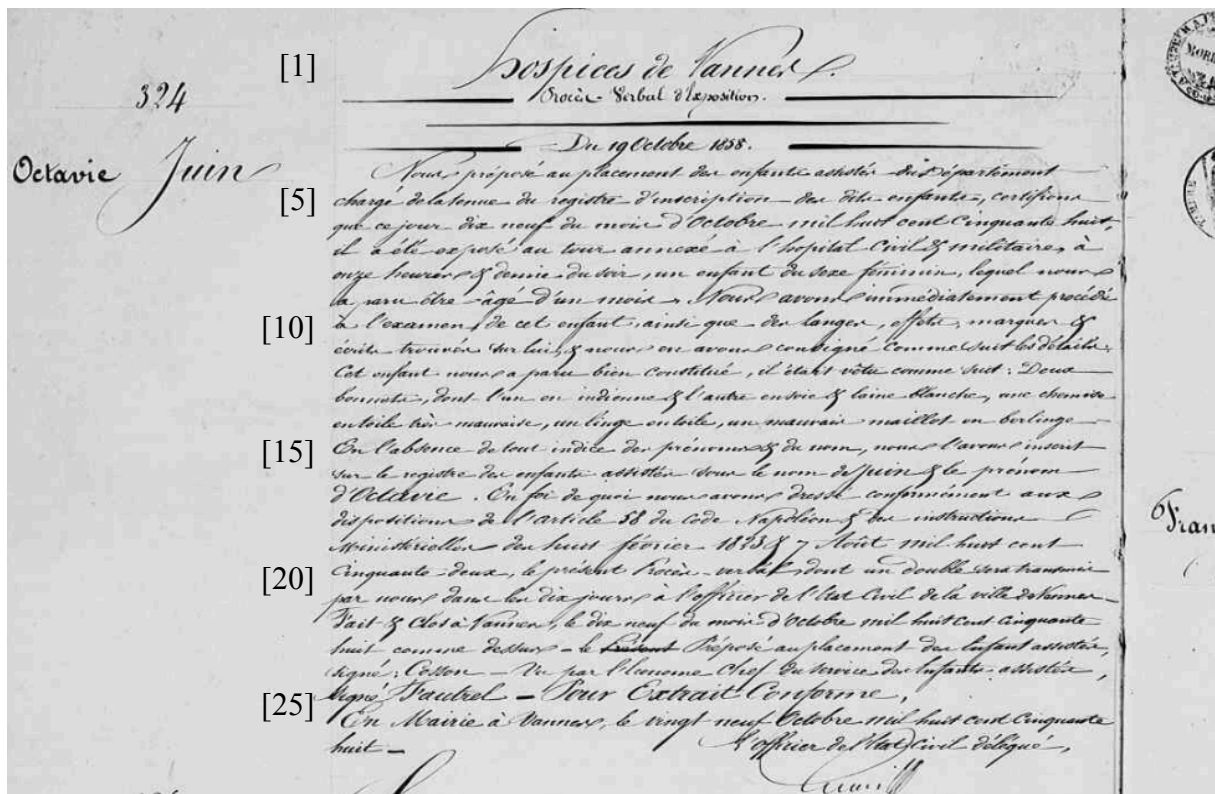 [1] Hospices de Vannes.
324
Procès-Verbal d'Exposition.
Du 19 Octobre 1858.
Octavie Juin
Nous préposé au placement des enfants assistés du Département
[5] chargé de la tenue du registre d'inscription des dits enfants, certifions
que ce jour dix neuf du mois d'Octobre mil huit cent cinquante huit,
il a été exposé au tour annexé à l'hopital Civil & militaire, à
onze heures & demie du soir, un enfant du sexe féminin, lequel nous
a paru être âgé d'un mois. Nous avons immédiatement procédé
[10] à l'examen de cet enfant, ainsi que des langes, effets, marques &
écrits trouvés sur lui, & nous en avons consigné comme suit les détails.
Cet enfant nous a paru bien constitué, il était vêtu comme suit : Deux
bonnets, dont l'un en indienne & l'autre en soie & laine blanche, une chemise
en toile très mauvaise, un linge en toile, un mauvais maillot en berlinge
[15] En l'absence de tout indice des prénoms & du nom, nous l'avons inscrit
sur le registre des enfants assistés sous le nom de Juin & le prénom
d'Octavie. En foi de quoi nous avons dressé conformément aux
dispositions de l'article 58 du Code Napoléon & des instructions
Ministérielles des huit février 1823 & 7 Août mil huit cent
[20] Cinquante deux, le présent Procès-verbal, dont un double sera transmis
par nous dans les dix jours à l'officier de l'Etat Civil de la ville de Vannes.
Fait & Clos à Vannes, le dix neuf du mois d'Octobre mil huit cent cinquante
huit comme dessus - le Présent Préposé au placement des Enfants assistés,
signé : Cosson - Vu par l'Econome Chef du service des Enfants assistés,
[25] signé Fautrel - Pour Extrait Conforme,
En Mairie à Vannes, le vingt neuf Octobre mil huit cent Cinquante
huit - L'officier de l'Etat Civil délégué,
Fran